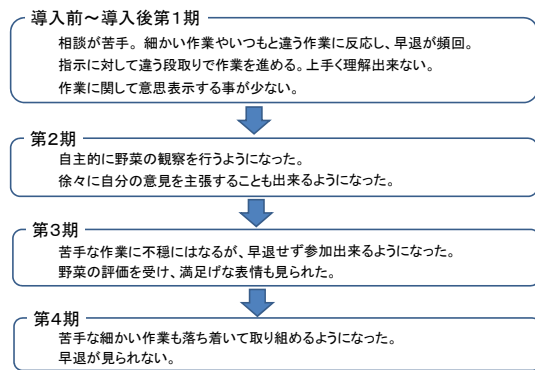 導入前～導入後第1期
相談が苦手。細かい作業やいつもと違う作業に反応し、早退が頻回。
指示に対して違う段取りで作業を進める。上手く理解出来ない。
作業に関して意思表示する事が少ない。
第2期
自主的に野菜の観察を行うようになった。
徐々に自分の意見を主張することも出来るようになった。
第3期
苦手な作業に不穏にはなるが、早退せず参加出来るようになった。
野菜の評価を受け、満足げな表情も見られた。
第4期
苦手な細かい作業も落ち着いて取り組めるようになった。
早退が見られない。